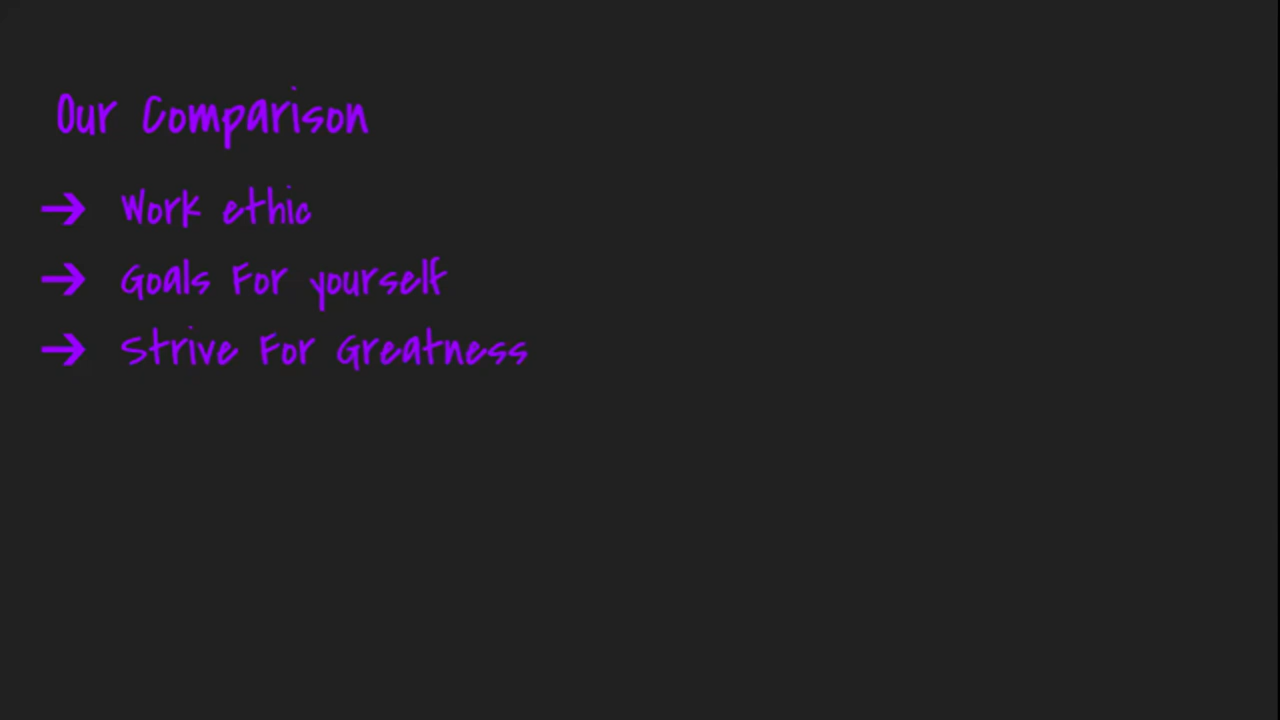 Our Comparison
➔ Work ethic
➔ Goals For yourself
➔ Strive For Greatness